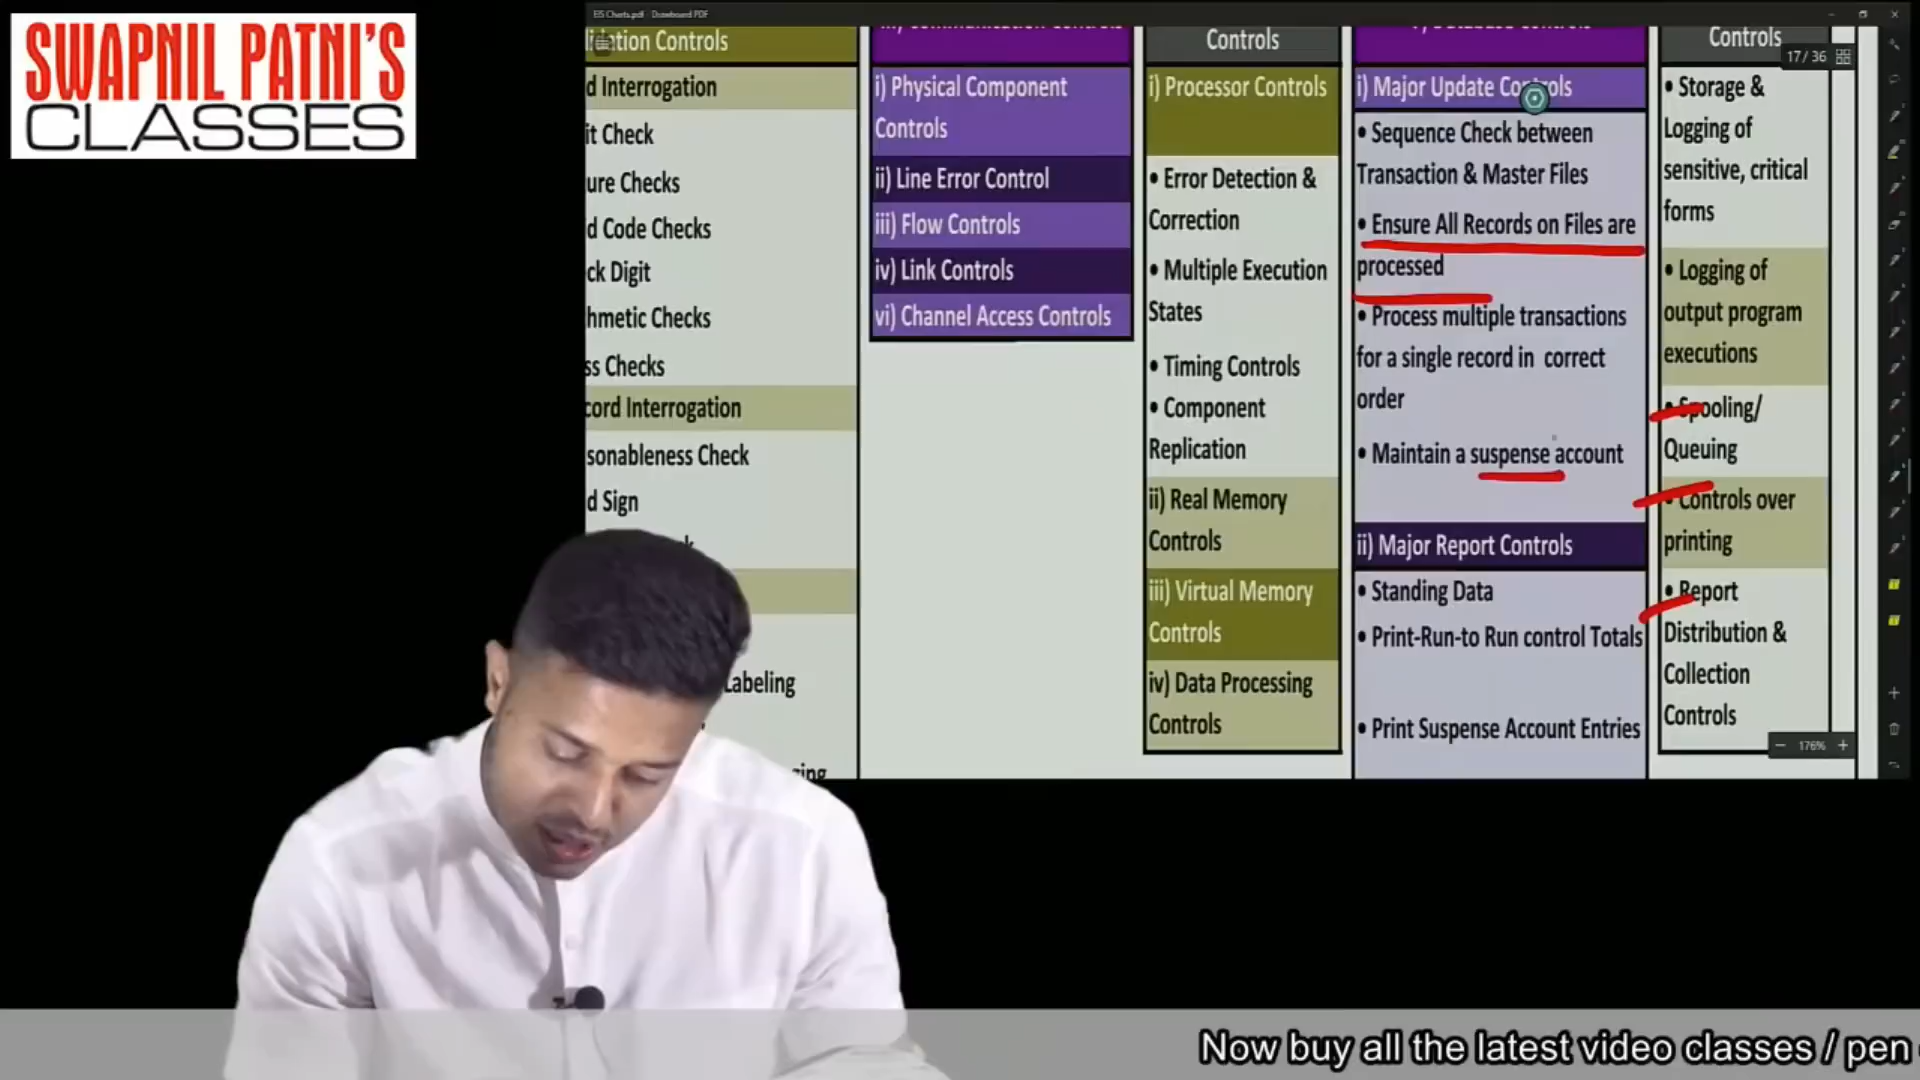 SWAPNIL PATNI'S
CLASSES
EIS Charts.pdf - Drawboard PDF
17 / 36
lidation Controls
d Interrogation
it Check
ure Checks
d Code Checks
ck Digit
hmetic Checks
ss Checks
cord Interrogation
sonableness Check
d Sign
Labeling
i) Physical Component
Controls
ii) Line Error Control
iii) Flow Controls
iv) Link Controls
vi) Channel Access Controls
Controls
i) Processor Controls
• Error Detection &
Correction
• Multiple Execution
States
• Timing Controls
• Component
Replication
ii) Real Memory
Controls
iii) Virtual Memory
Controls
iv) Data Processing
Controls
i) Major Update Controls
• Sequence Check between
Transaction & Master Files
• Ensure All Records on Files are
processed
• Process multiple transactions
for a single record in correct
order
• Maintain a suspense account
ii) Major Report Controls
• Standing Data
• Print-Run-to Run control Totals
• Print Suspense Account Entries
Controls
• Storage &
Logging of
sensitive, critical
forms
• Logging of
output program
executions
• Spooling/
Queuing
• Controls over
printing
• Report
Distribution &
Collection
Controls
176%
Now buy all the latest video classes / pen